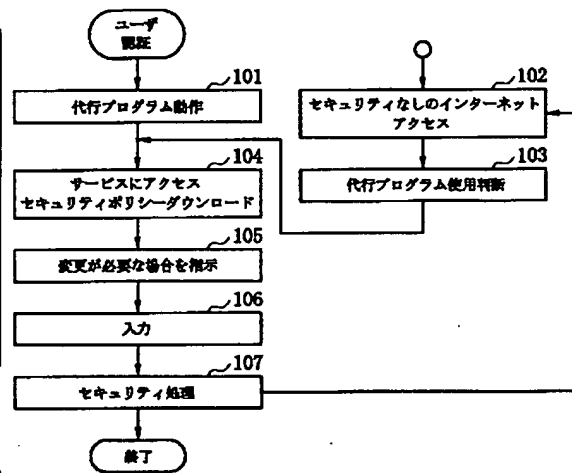 ユーザ
認証
101
代行プログラム動作
104
サービスにアクセス
セキュリティポリシーダウンロード
105
変更が必要な場合を指示
106
入力
107
セキュリティ処理
終了
102
セキュリティなしのインターネット
アクセス
103
代行プログラム使用判断